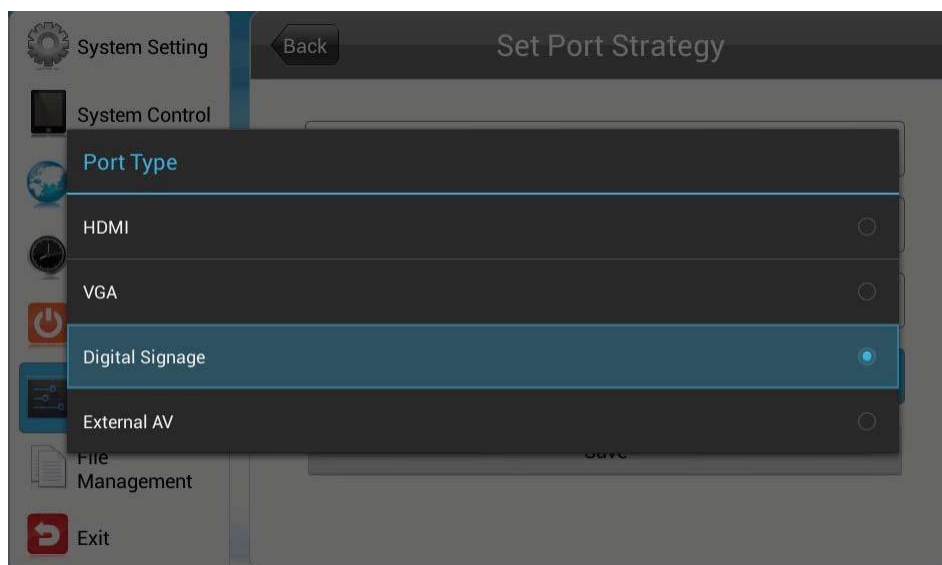 System Setting
Back
Set Port Strategy
System Control
Port Type
HDMI
VGA
Digital Signage
External AV
File
Management
Save
Exit